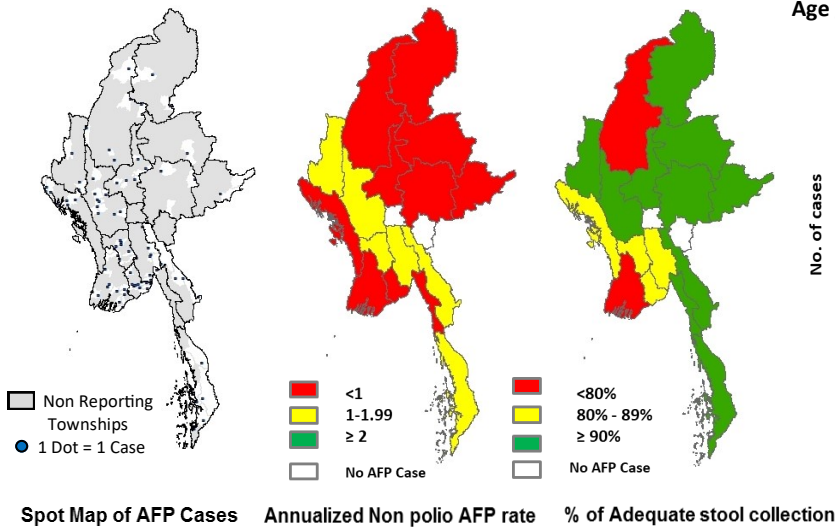 Age
No. of cases
Non Reporting
Townships
1 Dot = 1 Case
<1
1-1.99
≥ 2
No AFP Case
<80%
80% - 89%
≥ 90%
No AFP Case
Spot Map of AFP Cases
Annualized Non polio AFP rate
% of Adequate stool collection